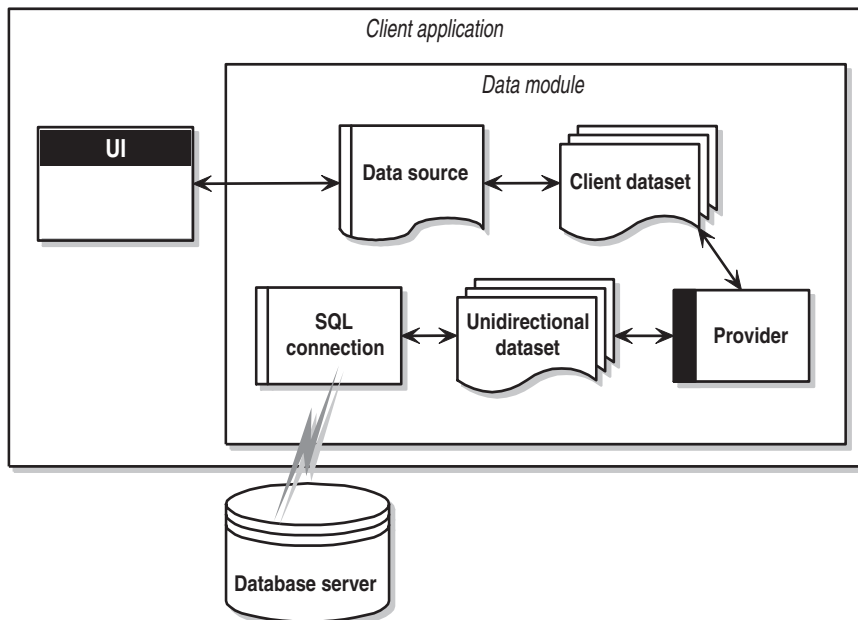 Client application
Data module
UI
Data source
Client dataset
SQL
connection
Unidirectional
dataset
Provider
Database server